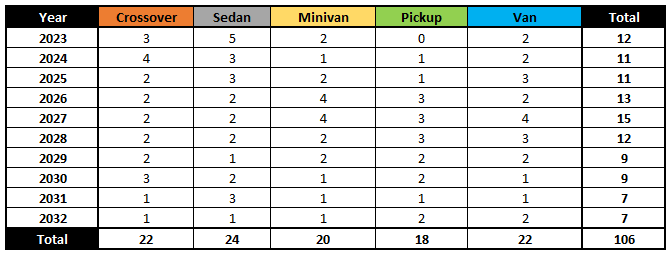 Year Crossover Sedan Minivan Pickup Van Total
2023 3 5 2 0 2 12
2024 4 3 1 1 2 11
2025 2 3 2 1 3 11
2026 2 2 4 3 2 13
2027 2 2 4 3 4 15
2028 2 2 2 3 3 12
2029 2 1 2 2 2 9
2030 3 2 1 2 1 9
2031 1 3 1 1 1 7
2032 1 1 1 2 2 7
Total 22 24 20 18 22 106